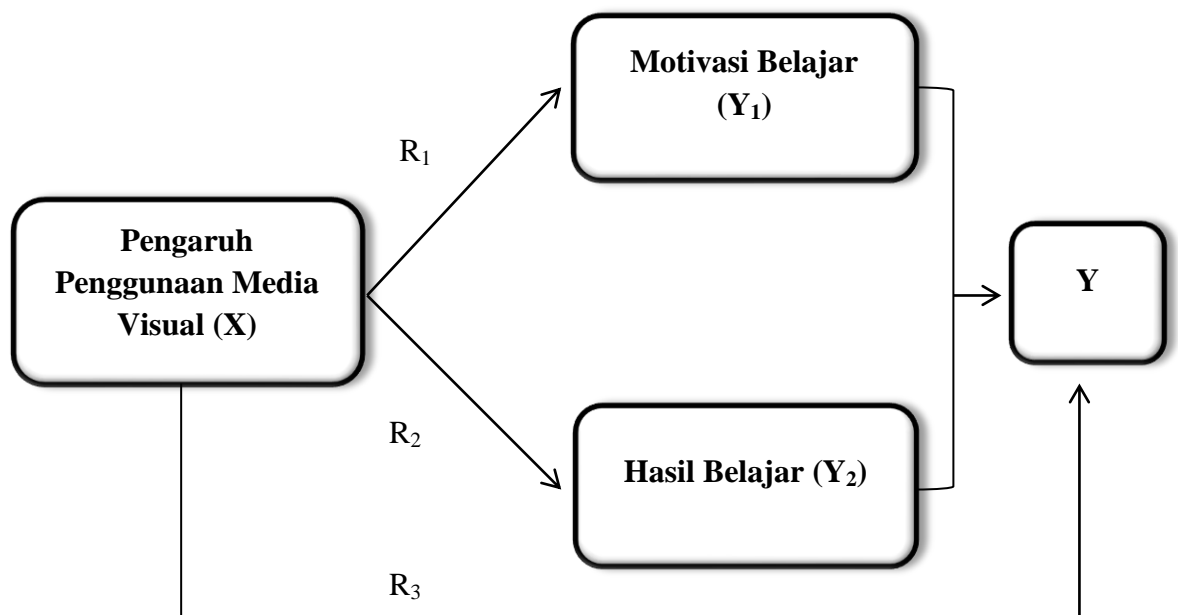 Motivasi Belajar
(Y₁)
R₁
Pengaruh
Penggunaan Media
Visual (X)
Y
R₂
Hasil Belajar (Y₂)
R₃